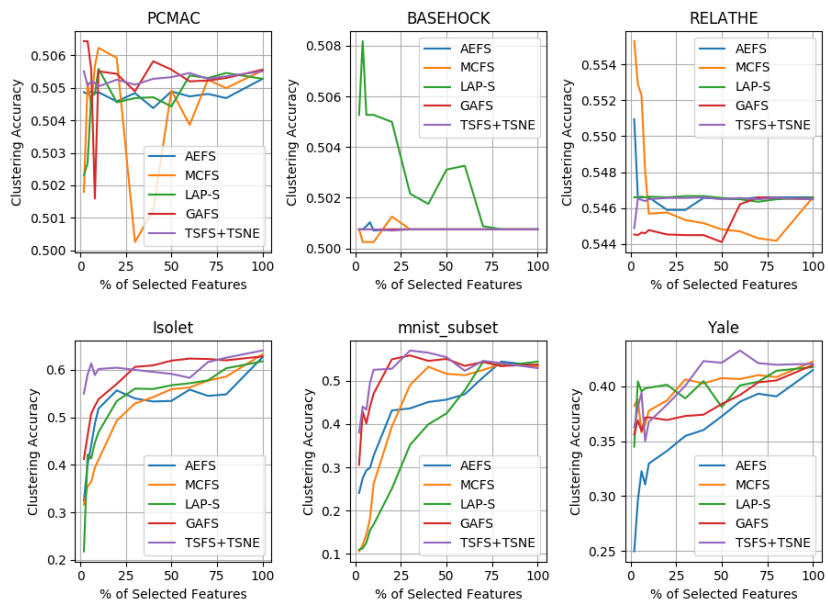 PCMAC
Clustering Accuracy
0.506
0.505
0.504
0.503
0.502
0.501
0.500
AEFS
MCFS
LAP-S
GAFS
TSFS+TSNE
0 25 50 75 100
% of Selected Features
BASEHOCK
Clustering Accuracy
0.508
0.506
0.504
0.502
0.500
AEFS
MCFS
LAP-S
GAFS
TSFS+TSNE
0 25 50 75 100
% of Selected Features
RELATHE
Clustering Accuracy
0.554
0.552
0.550
0.548
0.546
0.544
AEFS
MCFS
LAP-S
GAFS
TSFS+TSNE
0 25 50 75 100
% of Selected Features
Isolet
Clustering Accuracy
0.6
0.5
0.4
0.3
0.2
AEFS
MCFS
LAP-S
GAFS
TSFS+TSNE
0 25 50 75 100
% of Selected Features
mnist_subset
Clustering Accuracy
0.5
0.4
0.3
0.2
0.1
AEFS
MCFS
LAP-S
GAFS
TSFS+TSNE
0 25 50 75 100
% of Selected Features
Yale
Clustering Accuracy
0.40
0.35
0.30
0.25
AEFS
MCFS
LAP-S
GAFS
TSFS+TSNE
0 25 50 75 100
% of Selected Features